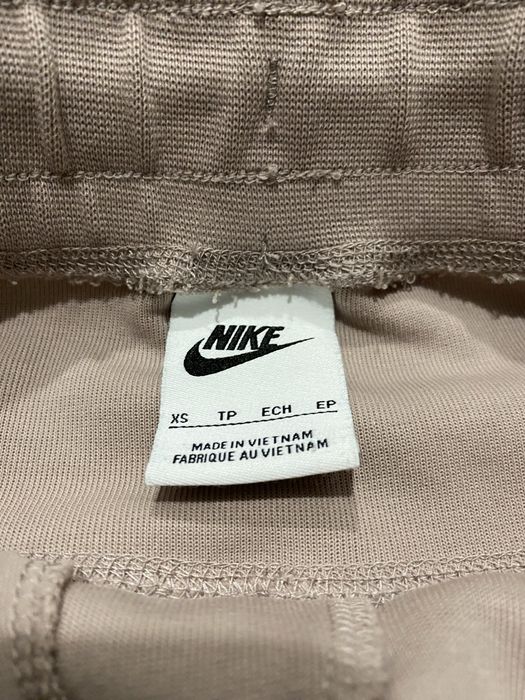 NIKE
XS TP ECH EP
MADE IN VIETNAM
FABRIQUE AU VIETNAM